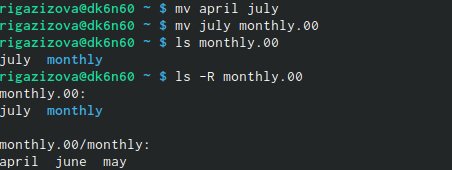 rigazizova@dk6n60 ~ $ mv april july
rigazizova@dk6n60 ~ $ mv july monthly.00
rigazizova@dk6n60 ~ $ ls monthly.00
july  monthly
rigazizova@dk6n60 ~ $ ls -R monthly.00
monthly.00:
july  monthly

monthly.00/monthly:
april  june  may